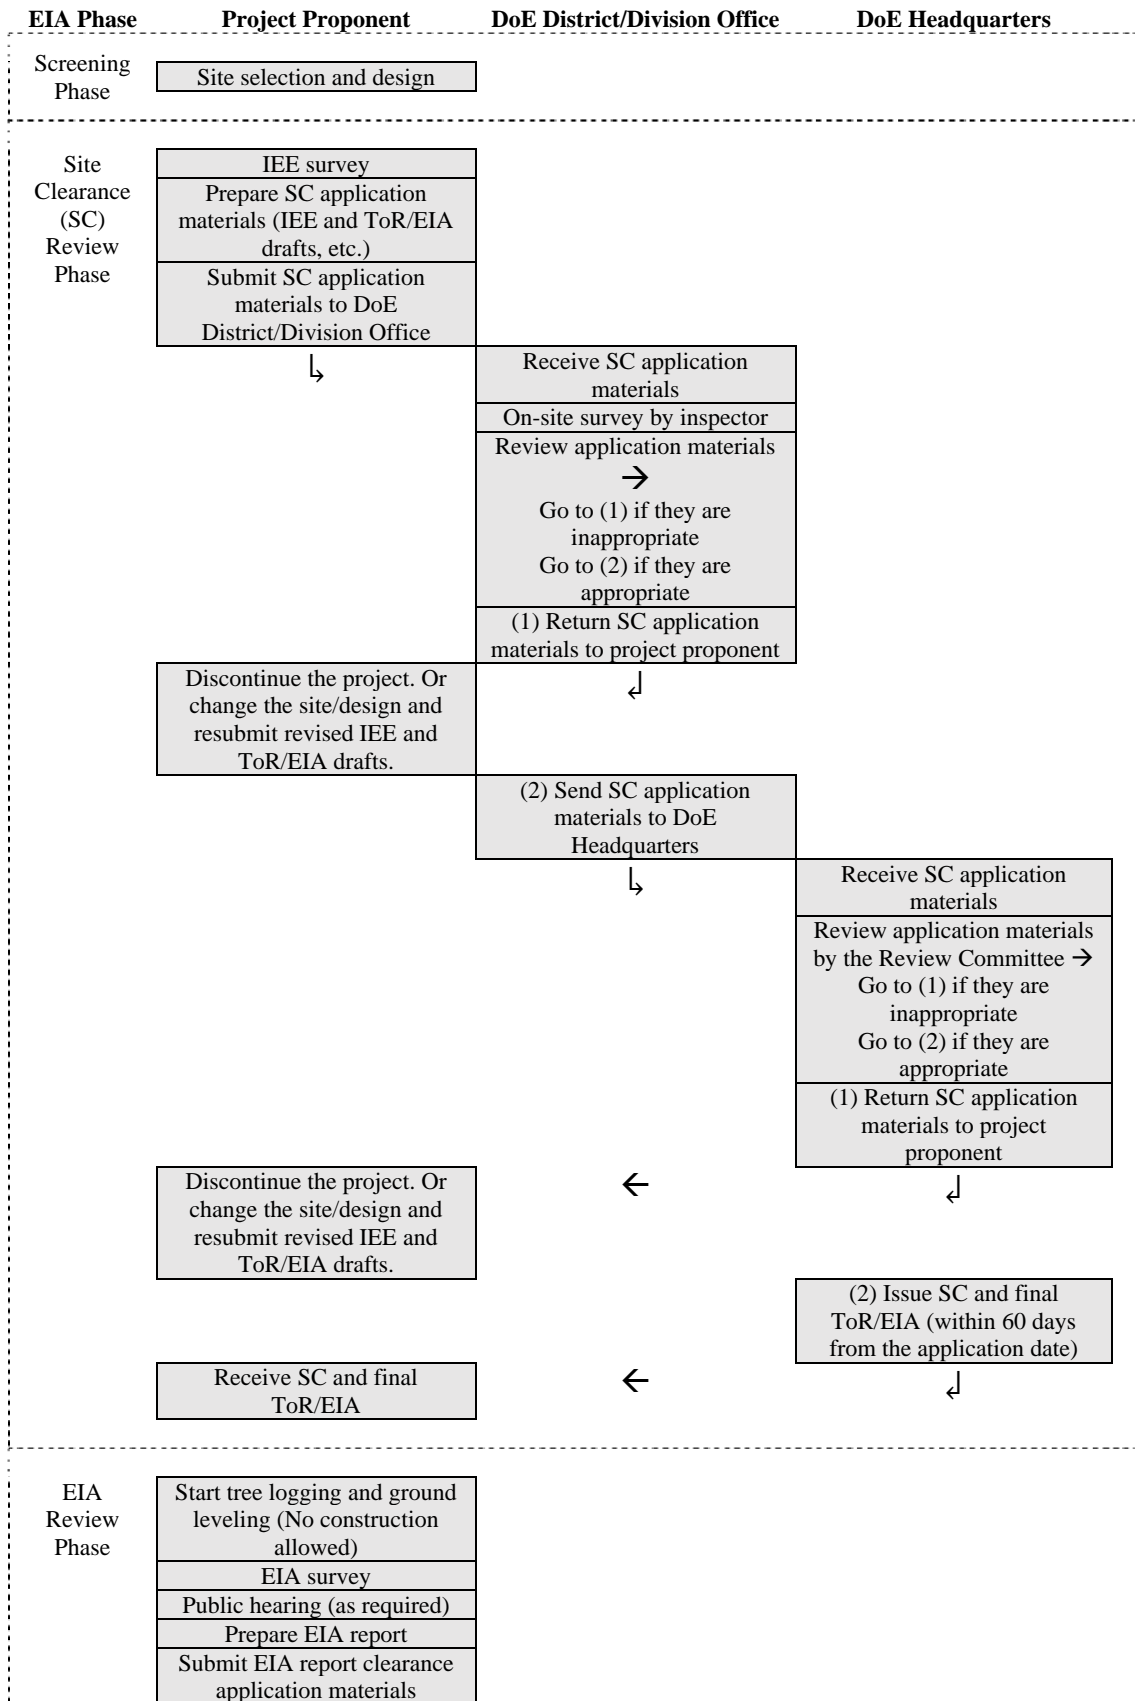 EIA Phase Project Proponent DoE District/Division Office DoE Headquarters
Screening
Phase
Site selection and design
Site
Clearance
(SC)
Review
Phase
IEE survey
Prepare SC application
materials (IEE and ToR/EIA
drafts, etc.)
Submit SC application
materials to DoE
District/Division Office
↳
Receive SC application
materials
On-site survey by inspector
Review application materials
→
Go to (1) if they are
inappropriate
Go to (2) if they are
appropriate
(1) Return SC application
materials to project proponent
↲
Discontinue the project. Or
change the site/design and
resubmit revised IEE and
ToR/EIA drafts.
(2) Send SC application
materials to DoE
Headquarters
↳
Receive SC application
materials
Review application materials
by the Review Committee →
Go to (1) if they are
inappropriate
Go to (2) if they are
appropriate
(1) Return SC application
materials to project
proponent
← ↲
Discontinue the project. Or
change the site/design and
resubmit revised IEE and
ToR/EIA drafts.
(2) Issue SC and final
ToR/EIA (within 60 days
from the application date)
← ↲
Receive SC and final
ToR/EIA
EIA
Review
Phase
Start tree logging and ground
leveling (No construction
allowed)
EIA survey
Public hearing (as required)
Prepare EIA report
Submit EIA report clearance
application materials